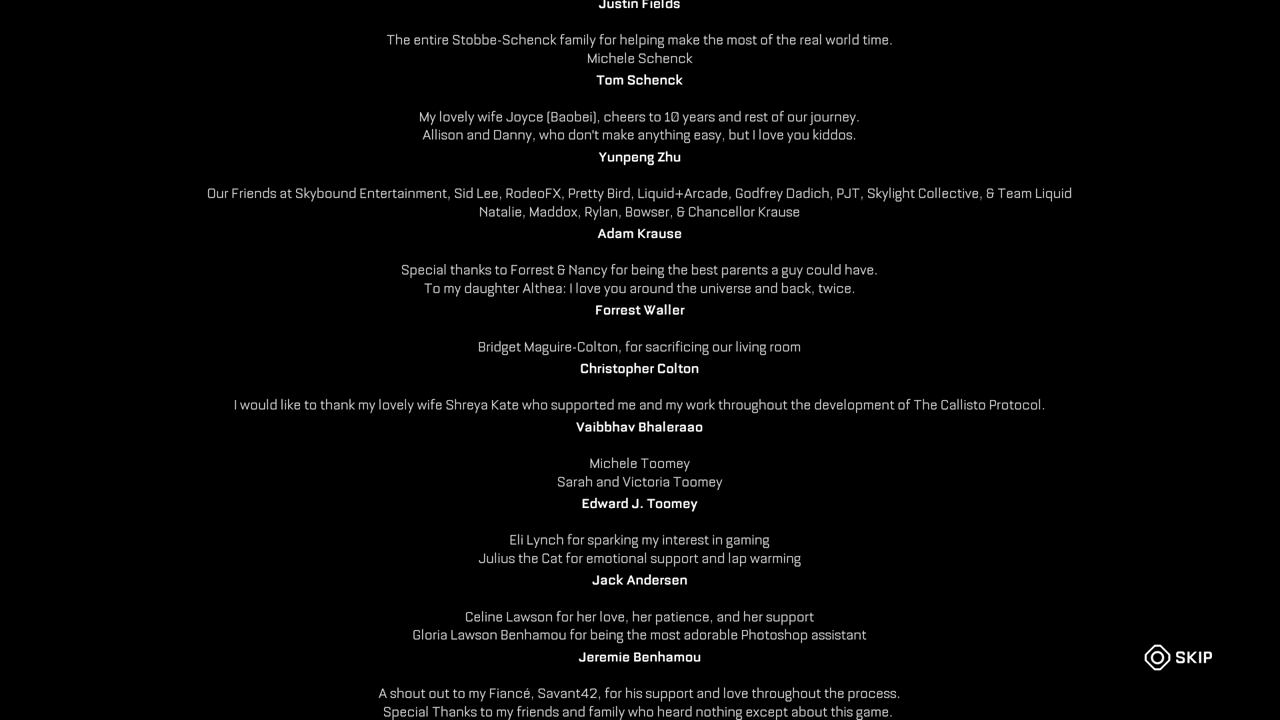 Justin Fields
The entire Stobbe-Schenck family for helping make the most of the real world time.
Michele Schenck
Tom Schenck
My lovely wife Joyce (Baobei), cheers to 10 years and rest of our journey.
Allison and Danny, who don't make anything easy, but I love you kiddos.
Yunpeng Zhu
Our Friends at Skybound Entertainment, Sid Lee, RodeoFX, Pretty Bird, Liquid+Arcade, Godfrey Dadich, PJT, Skylight Collective, & Team Liquid
Natalie, Maddox, Rylan, Bowser, & Chancellor Krause
Adam Krause
Special thanks to Forrest & Nancy for being the best parents a guy could have.
To my daughter Althea: I love you around the universe and back, twice.
Forrest Waller
Bridget Maguire-Colton, for sacrificing our living room
Christopher Colton
I would like to thank my lovely wife Shreya Kate who supported me and my work throughout the development of The Callisto Protocol.
Vaibbhav Bhaleraao
Michele Toomey
Sarah and Victoria Toomey
Edward J. Toomey
Eli Lynch for sparking my interest in gaming
Julius the Cat for emotional support and lap warming
Jack Andersen
Celine Lawson for her love, her patience, and her support
Gloria Lawson Benhamou for being the most adorable Photoshop assistant
Jeremie Benhamou
SKIP
A shout out to my Fiancé, Savant42, for his support and love throughout the process.
Special Thanks to my friends and family who heard nothing except about this game.